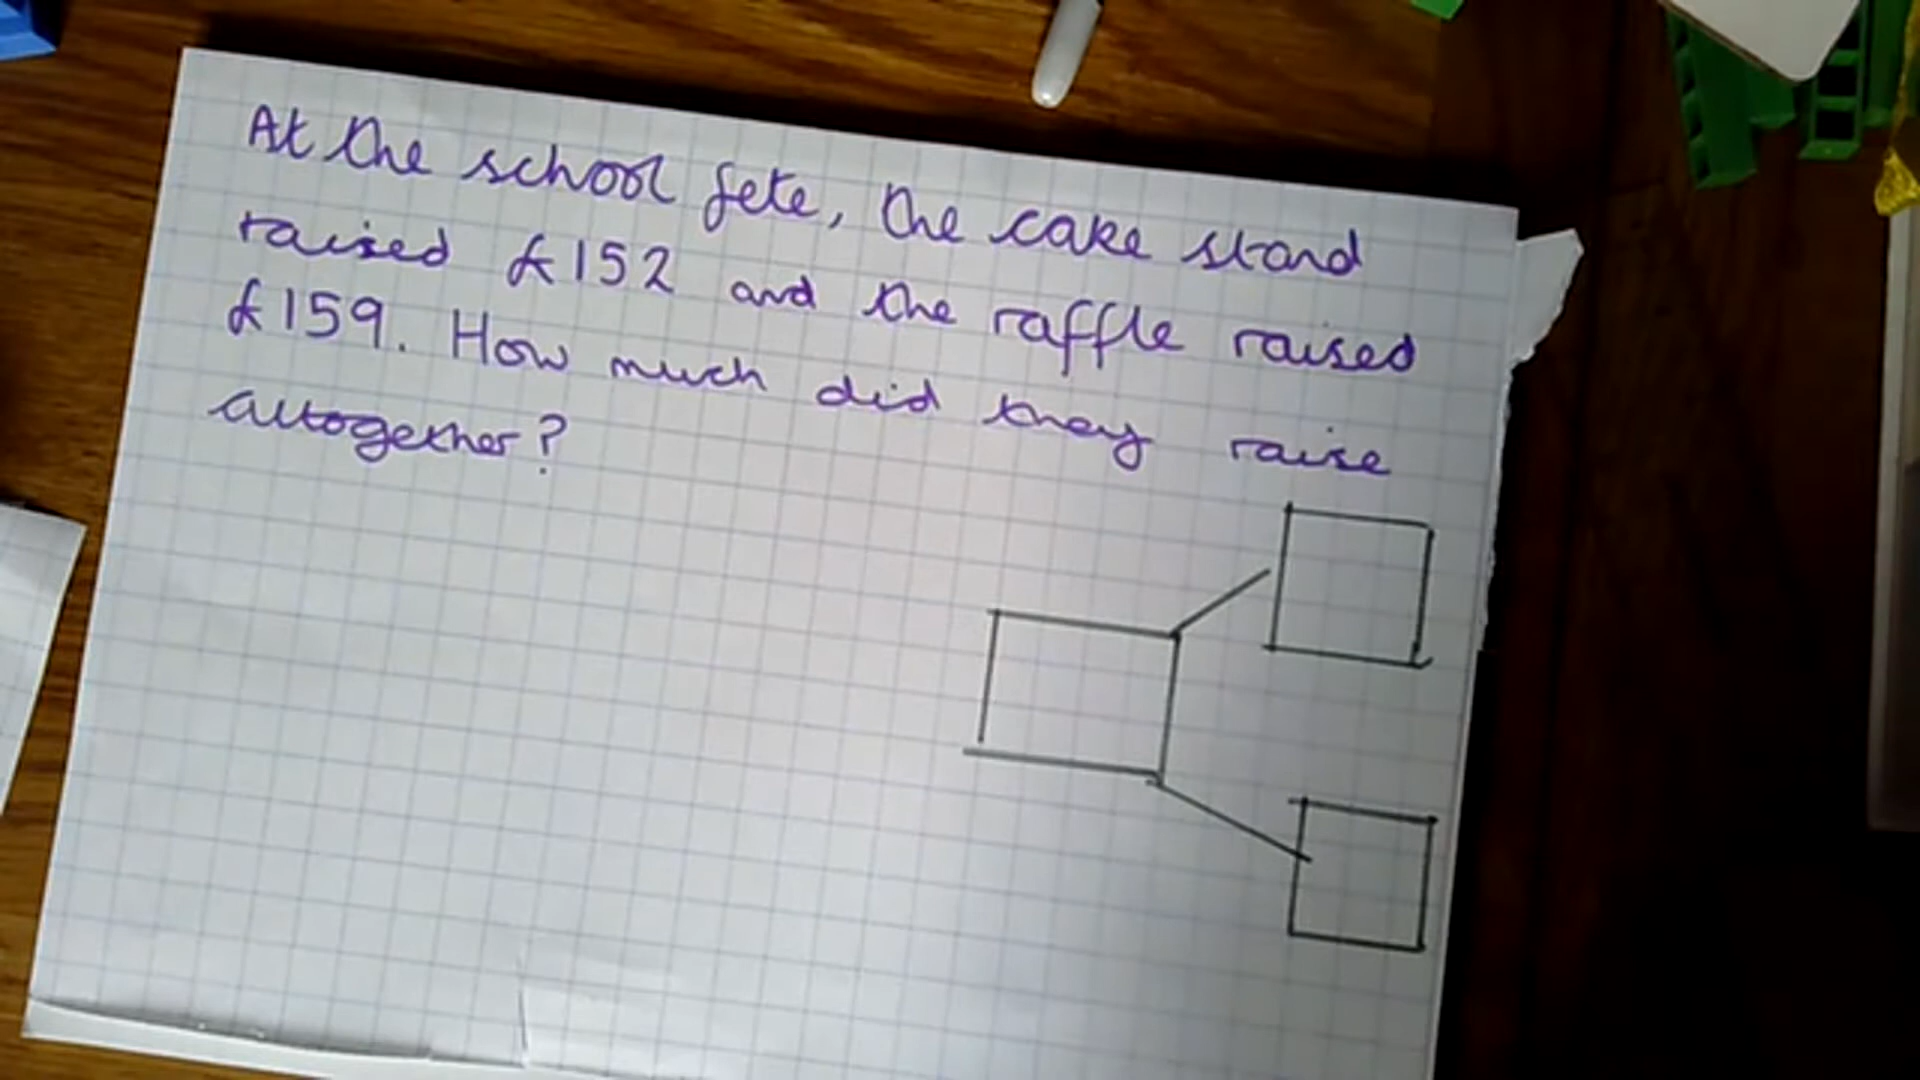 At the school fete, the cake stand
raised £152 and the raffle raised
£159. How much did they raise
altogether?